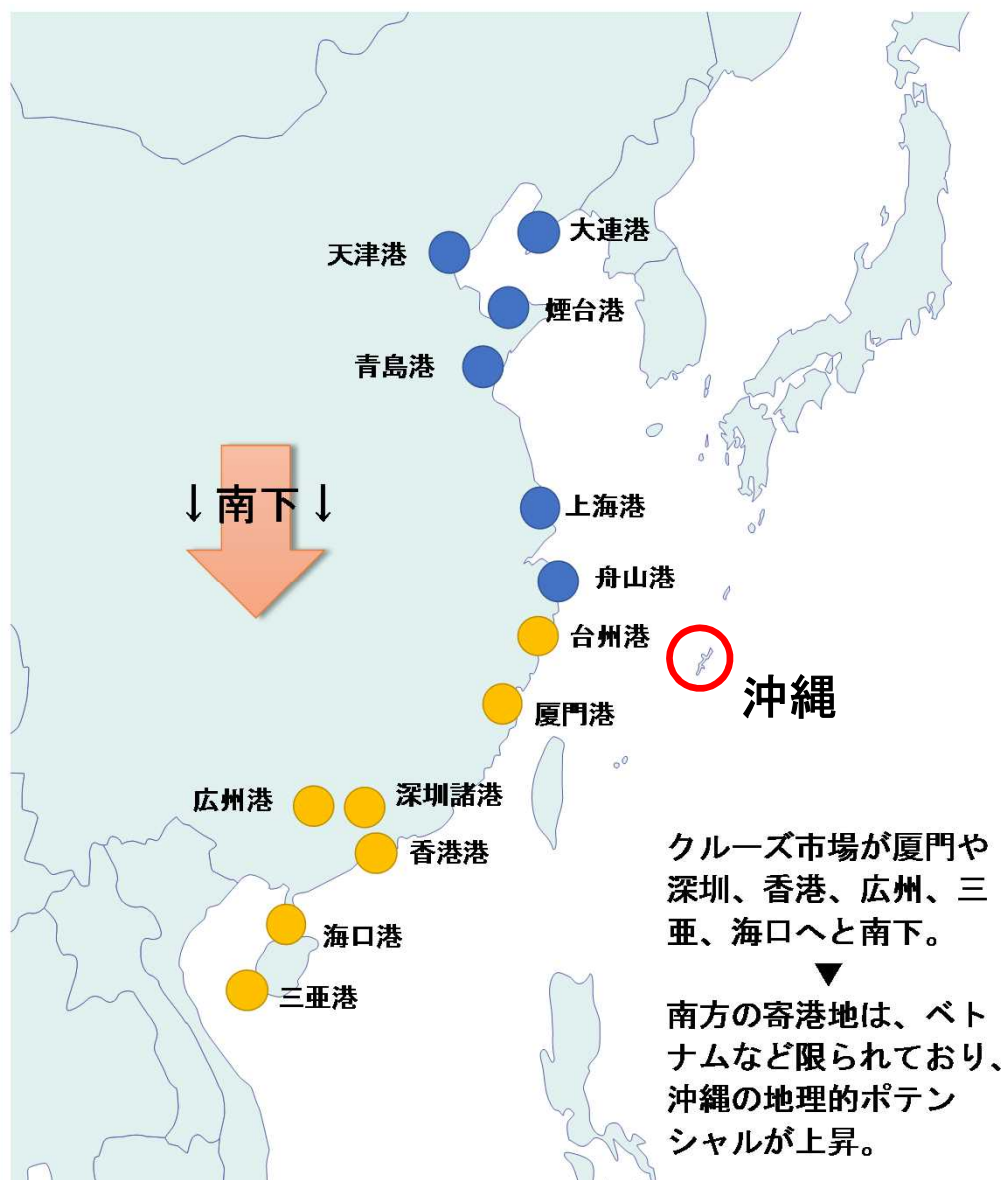 大連港
天津港
煙台港
青島港
↓南下↓
上海港
舟山港
台州港
沖縄
厦門港
広州港
深圳諸港
香港港
海口港
三亜港
クルーズ市場が厦門や
深圳、香港、広州、三
亜、海口へと南下。
▼
南方の寄港地は、ベト
ナムなど限られており、
沖縄の地理的ポテン
シャルが上昇。